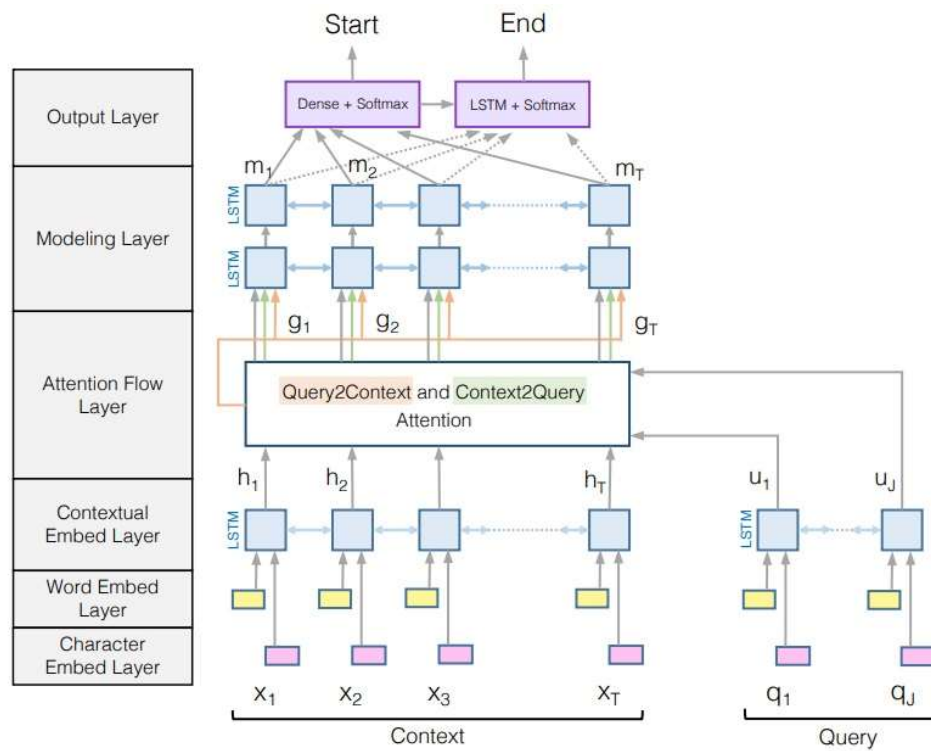 Start End
Output Layer
Dense + Softmax LSTM + Softmax
m1 m2 mT
LSTM
Modeling Layer
LSTM
g1 g2 gT
Attention Flow
Layer
Query2Context and Context2Query
Attention
h1 h2 hT
u1 uJ
Contextual
Embed Layer
LSTM
LSTM
Word Embed
Layer
Character
Embed Layer
x1 x2 x3 xT q1 qJ
Context Query